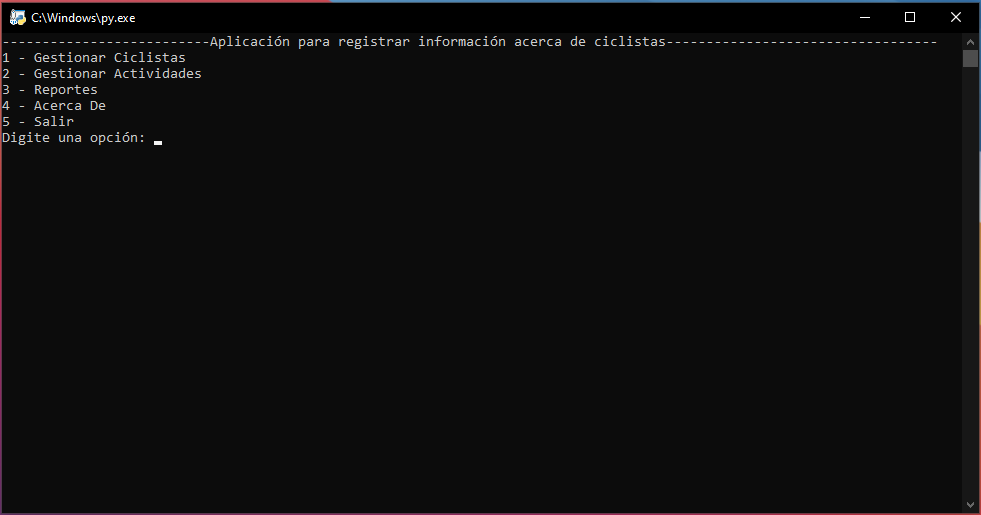 C:\Windows\py.exe
--------------------------Aplicación para registrar información acerca de ciclistas----------------------------------
1 - Gestionar Ciclistas
2 - Gestionar Actividades
3 - Reportes
4 - Acerca De
5 - Salir
Digite una opción: